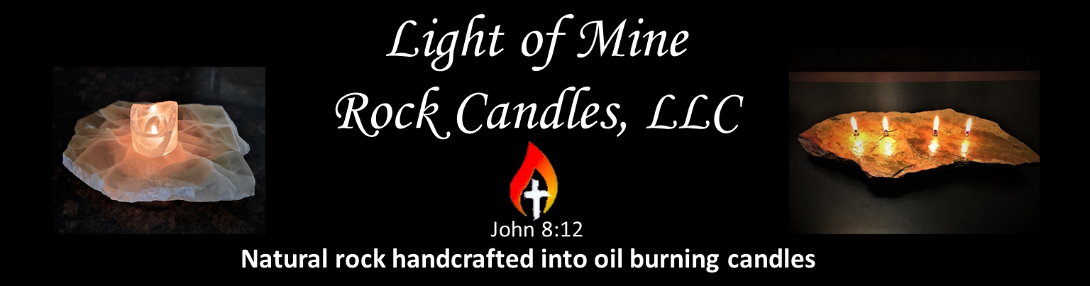 Light of Mine
Rock Candles, LLC
John 8:12
Natural rock handcrafted into oil burning candles